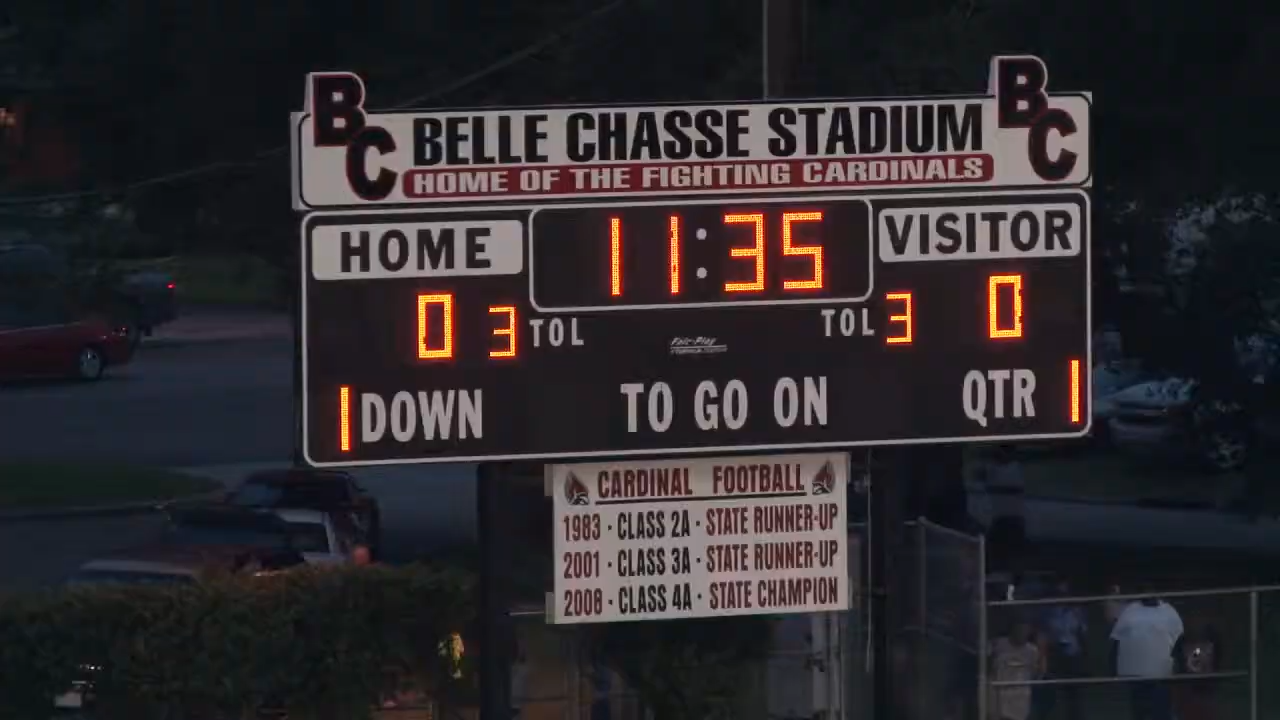 BC BELLE CHASSE STADIUM BC
HOME OF THE FIGHTING CARDINALS
HOME 11:35 VISITOR
0 3 TOL TOL 3 0
Fair-Play
1 DOWN TO GO ON QTR 1
CARDINAL FOOTBALL
1983 · CLASS 2A · STATE RUNNER-UP
2001 · CLASS 3A · STATE RUNNER-UP
2008 · CLASS 4A · STATE CHAMPION